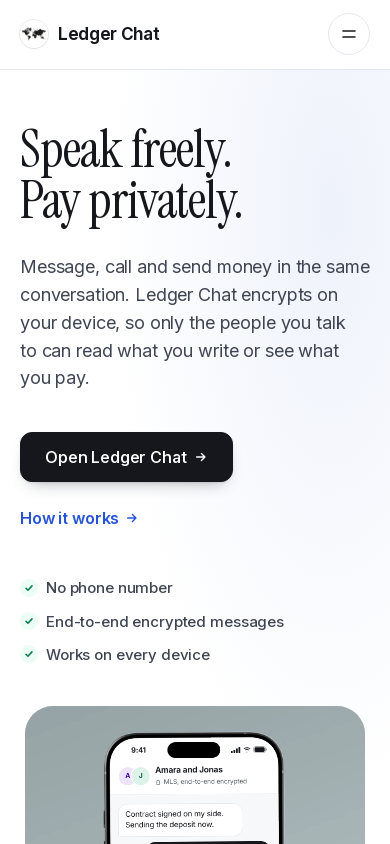 Ledger Chat
Speak freely.
Pay privately.
Message, call and send money in the same
conversation. Ledger Chat encrypts on
your device, so only the people you talk
to can read what you write or see what
you pay.
Open Ledger Chat →
How it works →
No phone number
End-to-end encrypted messages
Works on every device
9:41
A J Amara and Jonas
MLS, end-to-end encrypted
Contract signed on my side.
Sending the deposit now.